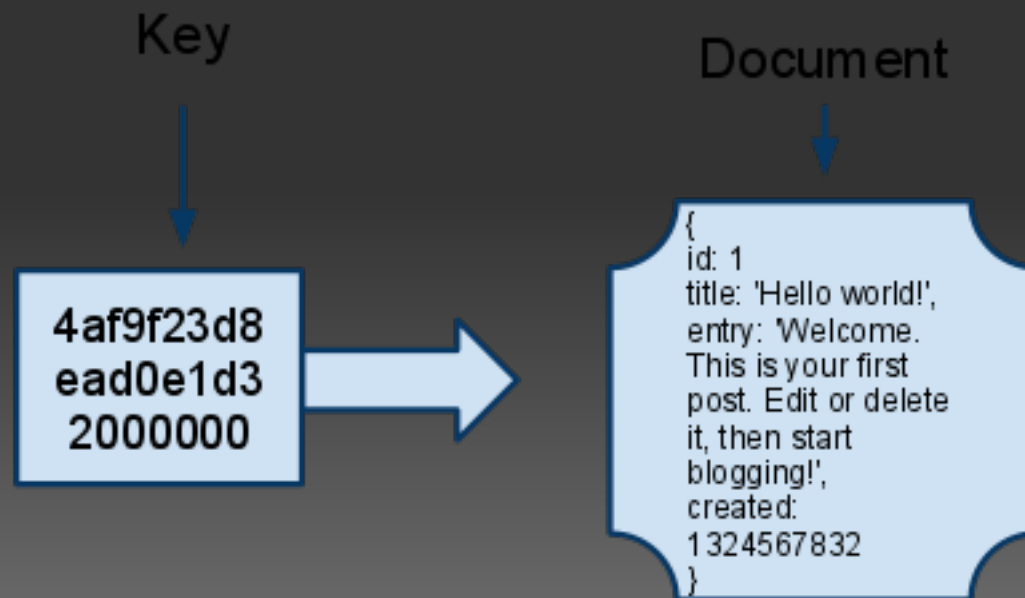 Key
Document
4af9f23d8
ead0e1d3
2000000
{
id: 1
title: 'Hello world!',
entry: 'Welcome.
This is your first
post. Edit or delete
it, then start
blogging!',
created:
1324567832
}